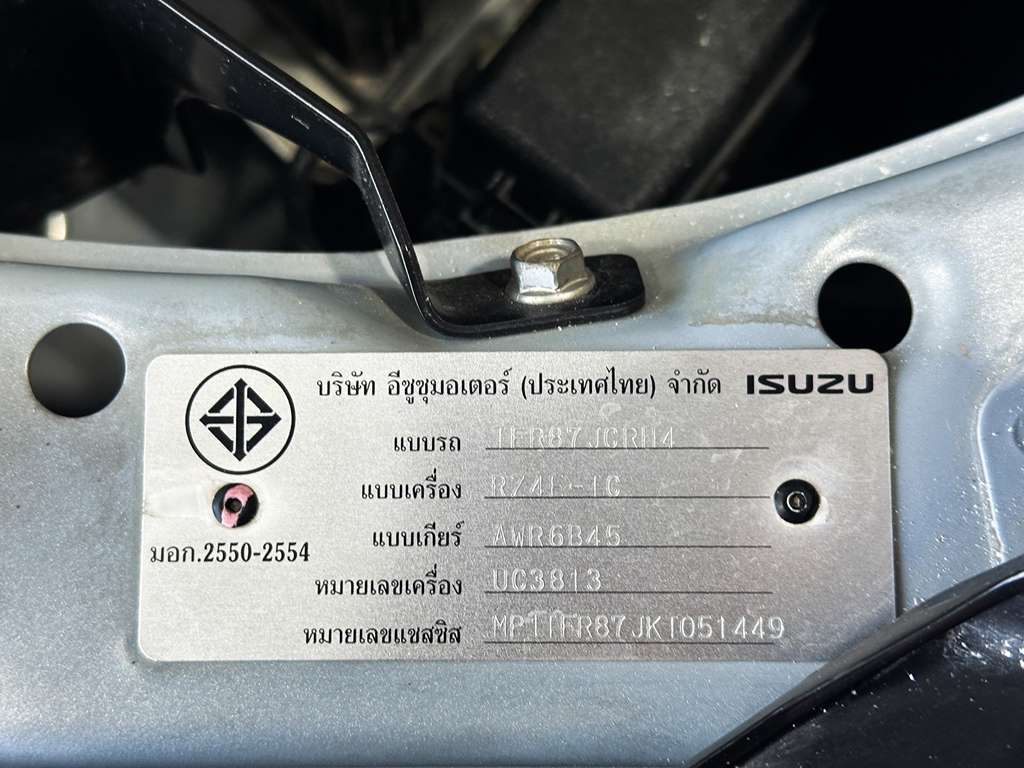 บริษัท อีซูซุมอเตอร์ (ประเทศไทย) จำกัด ISUZU
แบบรถ TFR87JCRH4
แบบเครื่อง RZ4E-TC
แบบเกียร์ AWR6B45
มอก.2550-2554
หมายเลขเครื่อง UC3813
หมายเลขแชสซิส MP1TFR87JKT051449